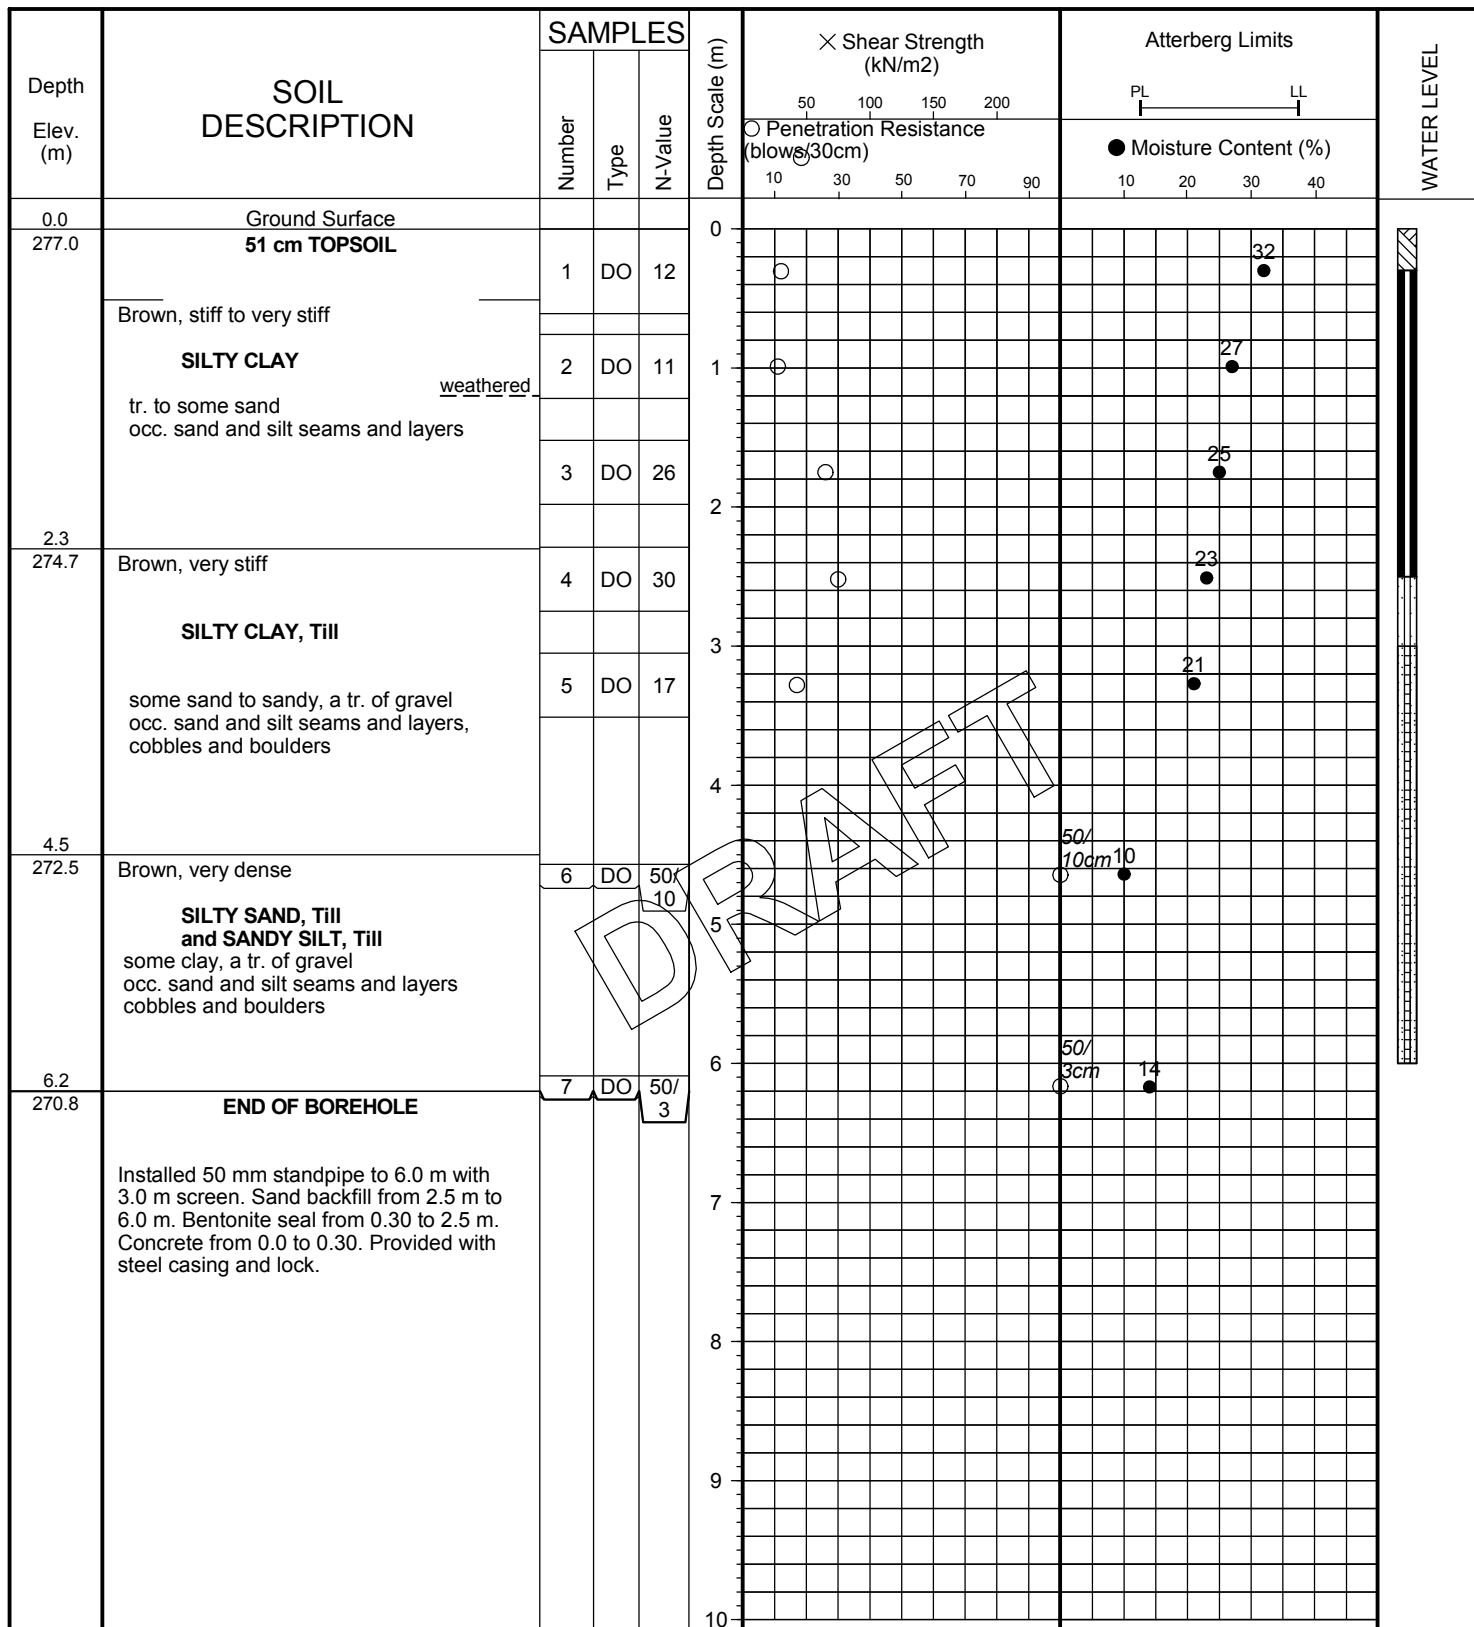 SAMPLES
Depth
Elev.
(m)
SOIL
DESCRIPTION
Number
Type
N-Value
Depth Scale (m)
× Shear Strength
(kN/m2)
50 100 150 200
Penetration Resistance
(blows/30cm)
10 30 50 70 90
Atterberg Limits
PL LL
Moisture Content (%)
10 20 30 40
WATER LEVEL
0.0 Ground Surface
277.0 51 cm TOPSOIL
1 DO 12
Brown, stiff to very stiff
SILTY CLAY
weathered
tr. to some sand
occ. sand and silt seams and layers
2 DO 11
3 DO 26
2.3
274.7 Brown, very stiff
4 DO 30
SILTY CLAY, Till
some sand to sandy, a tr. of gravel
occ. sand and silt seams and layers,
cobbles and boulders
5 DO 17
4.5
272.5 Brown, very dense
6 DO 50/
10
SILTY SAND, Till
and SANDY SILT, Till
some clay, a tr. of gravel
occ. sand and silt seams and layers
cobbles and boulders
6.2
7 DO 50/
3
270.8 END OF BOREHOLE
Installed 50 mm standpipe to 6.0 m with
3.0 m screen. Sand backfill from 2.5 m to
6.0 m. Bentonite seal from 0.30 to 2.5 m.
Concrete from 0.0 to 0.30. Provided with
steel casing and lock.
0
1
2
3
4
5
6
7
8
9
10
32
27
25
23
21
50/
10cm 10
50/
3cm 14
DRAFT